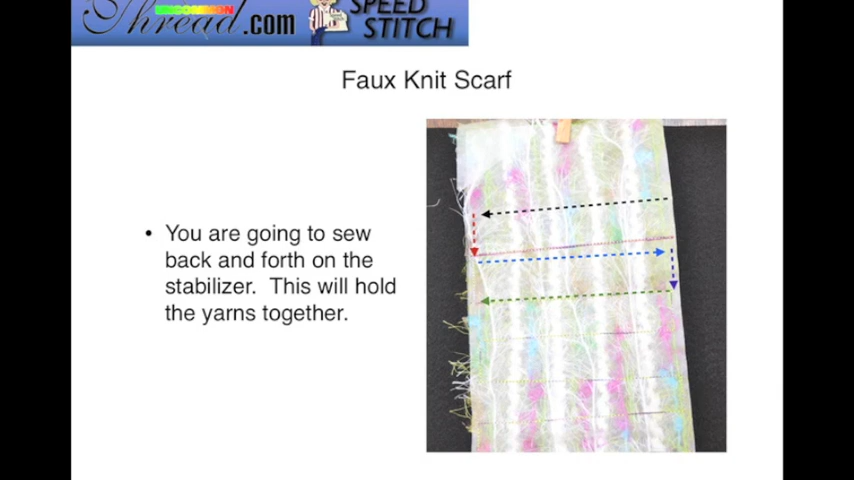 UNCOMMON
Thread.com
SPEED
STITCH
Faux Knit Scarf
• You are going to sew
back and forth on the
stabilizer. This will hold
the yarns together.